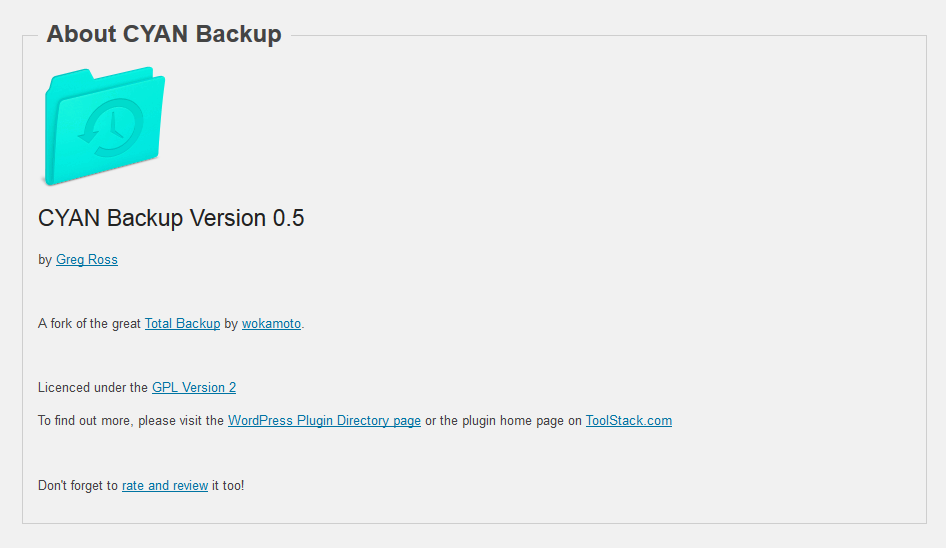 About CYAN Backup
CYAN Backup Version 0.5
by Greg Ross
A fork of the great Total Backup by wokamoto.
Licenced under the GPL Version 2
To find out more, please visit the WordPress Plugin Directory page or the plugin home page on ToolStack.com
Don't forget to rate and review it too!